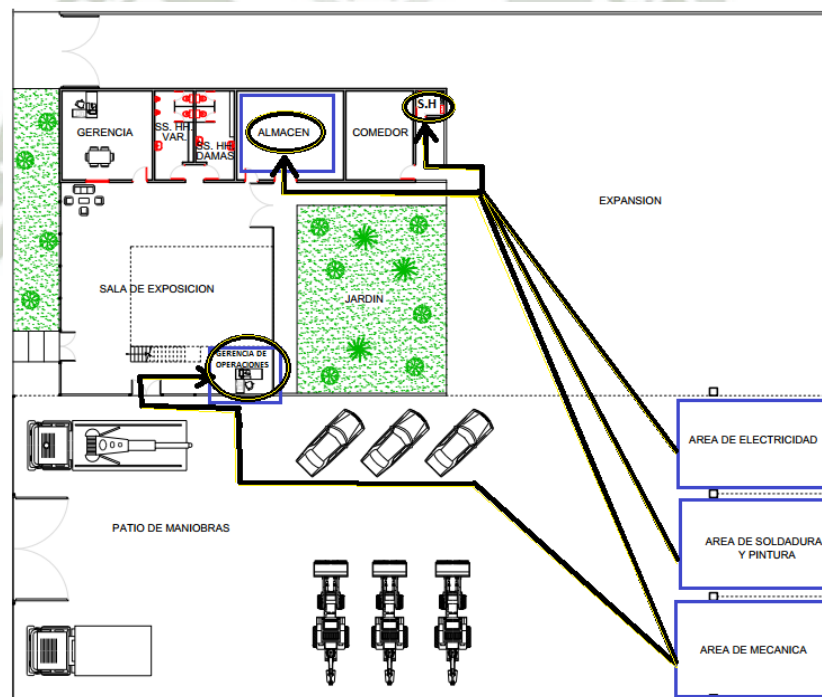 S.H
GERENCIA
SS. HH.
VAR.
SS. HH.
DAMAS
ALMACEN
COMEDOR
EXPANSION
SALA DE EXPOSICION
JARDIN
GERENCIA DE
OPERACIONES
AREA DE ELECTRICIDAD
PATIO DE MANIOBRAS
AREA DE SOLDADURA
Y PINTURA
AREA DE MECANICA